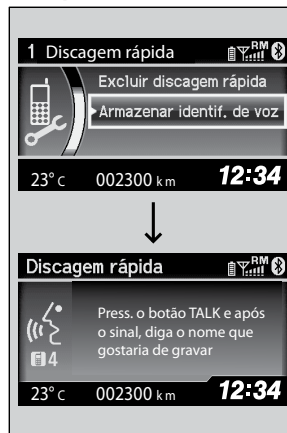 1 Discagem rápida RM
Excluir discagem rápida
Armazenar identif. de voz
23° C 002300 km 12:34
Discagem rápida RM
Press. o botão TALK e após
o sinal, diga o nome que
gostaria de gravar
4
23° C 002300 km 12:34